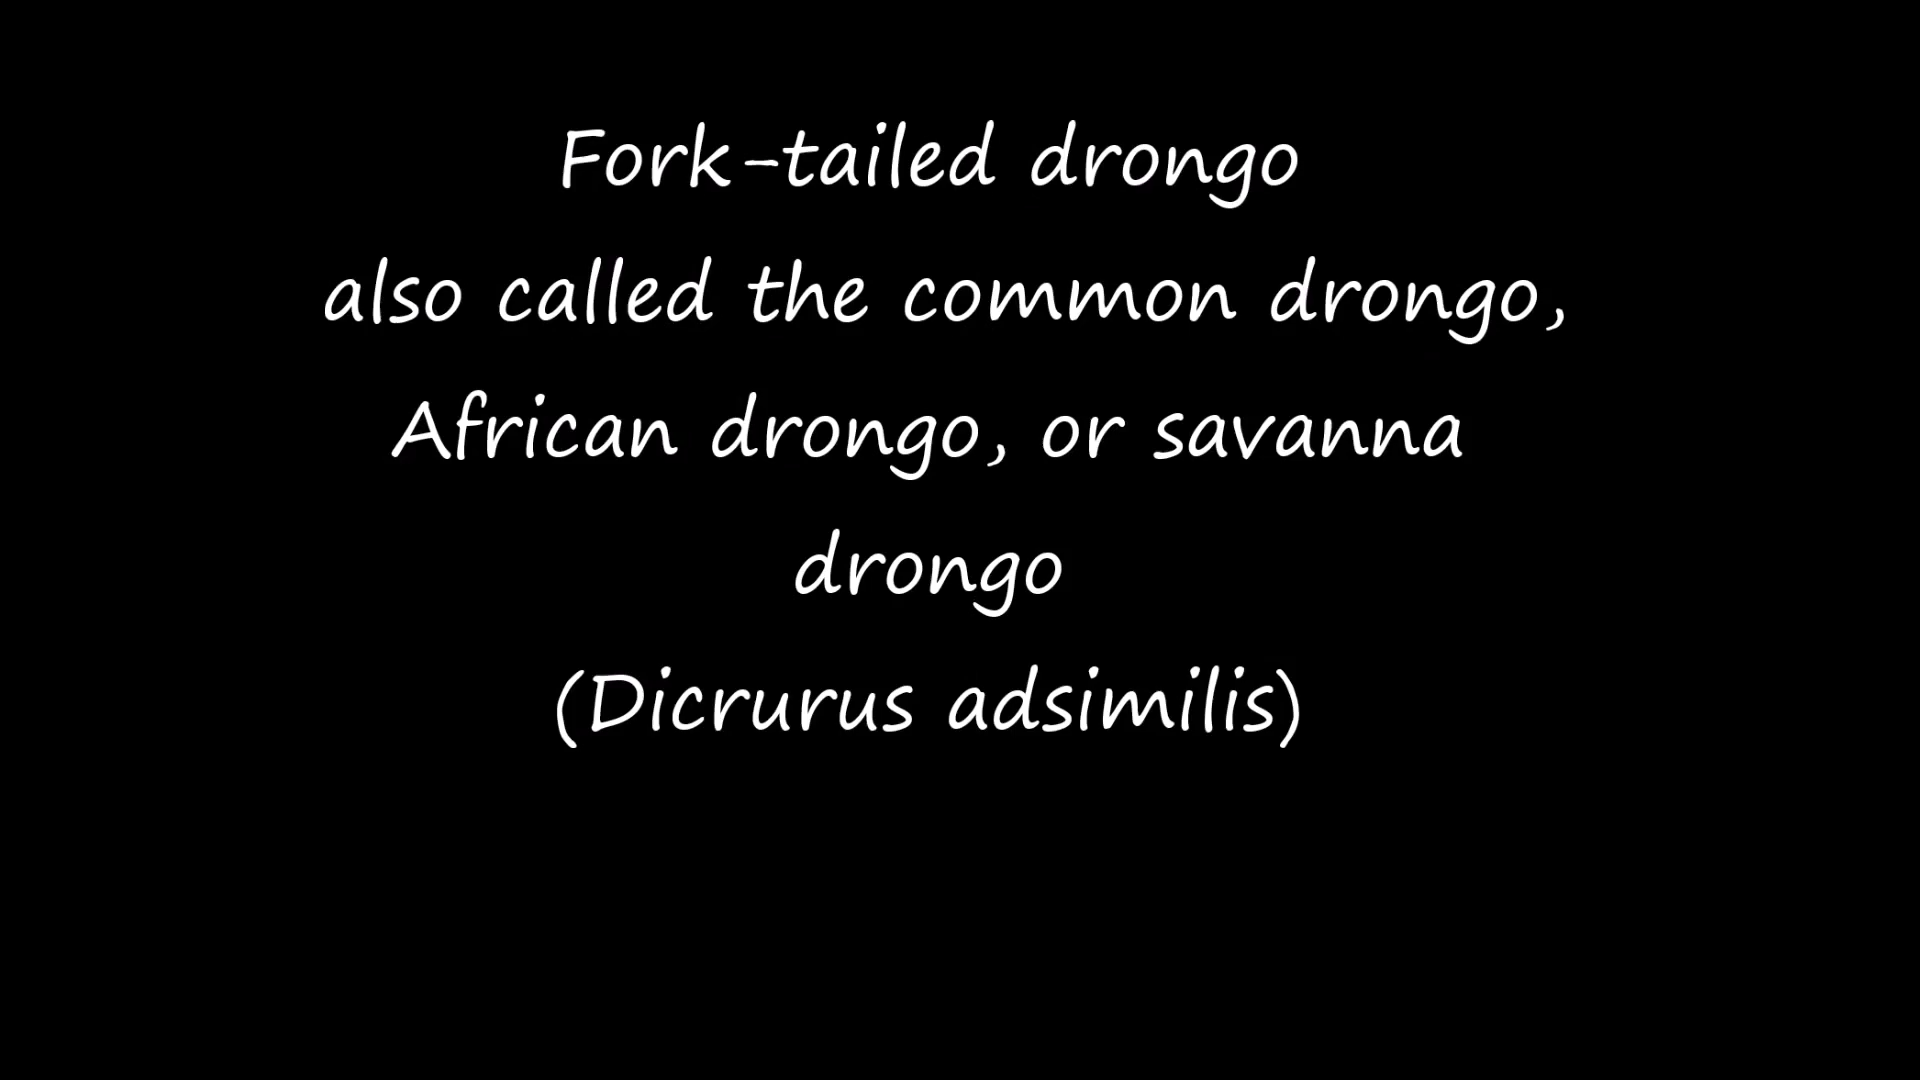 Fork-tailed drongo
also called the common drongo,
African drongo, or savanna
drongo
(Dicrurus adsimilis)